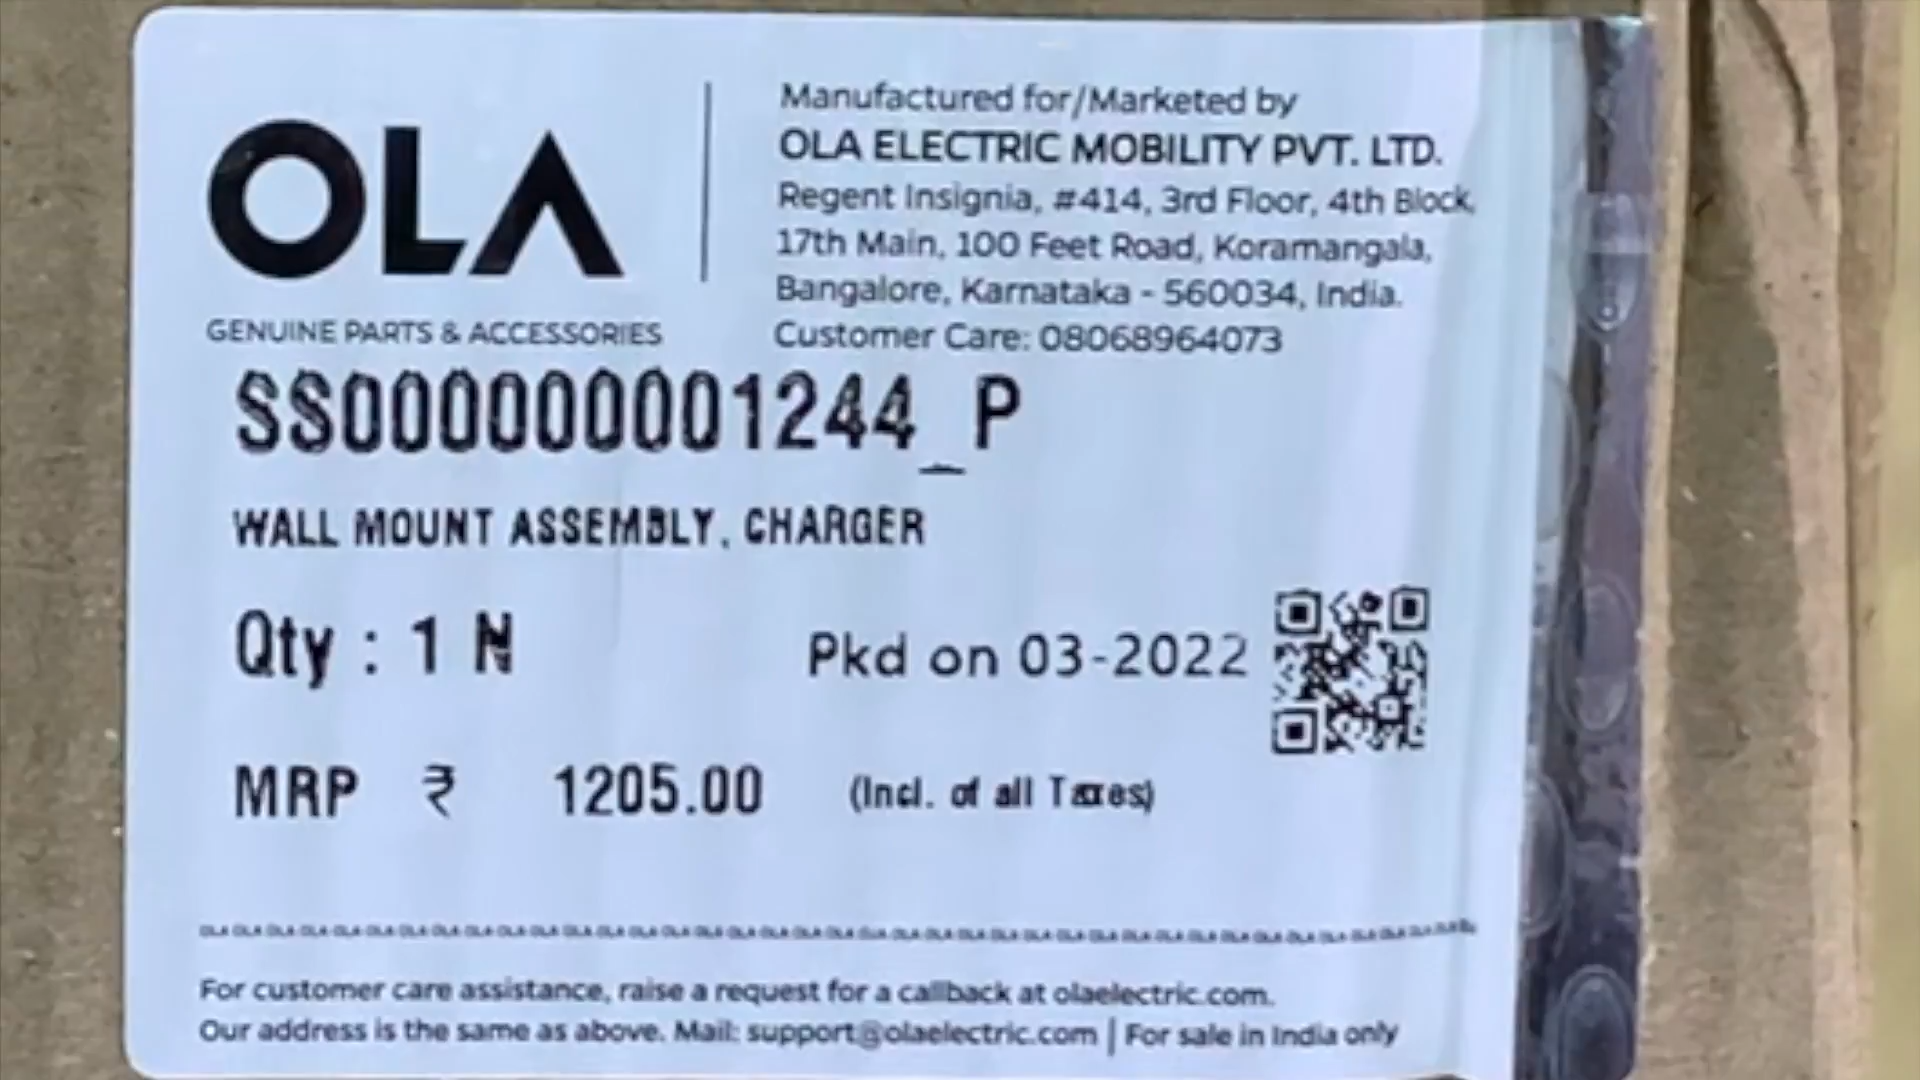 OLA
GENUINE PARTS & ACCESSORIES
Manufactured for/Marketed by
OLA ELECTRIC MOBILITY PVT. LTD.
Regent Insignia, #414, 3rd Floor, 4th Block,
17th Main, 100 Feet Road, Koramangala,
Bangalore, Karnataka - 560034, India.
Customer Care: 08068964073
SS000000001244_P
WALL MOUNT ASSEMBLY, CHARGER
Qty : 1 N
Pkd on 03-2022
MRP ₹ 1205.00 (Incl. of all Taxes)
OLA OLA OLA OLA OLA OLA OLA OLA OLA OLA OLA OLA OLA OLA OLA OLA OLA OLA OLA OLA OLA OLA OLA OLA OLA OLA OLA OLA OLA OLA OLA OLA OLA OLA OLA OLA OLA OLA
For customer care assistance, raise a request for a callback at olaelectric.com.
Our address is the same as above. Mail: support@olaelectric.com | For sale in India only